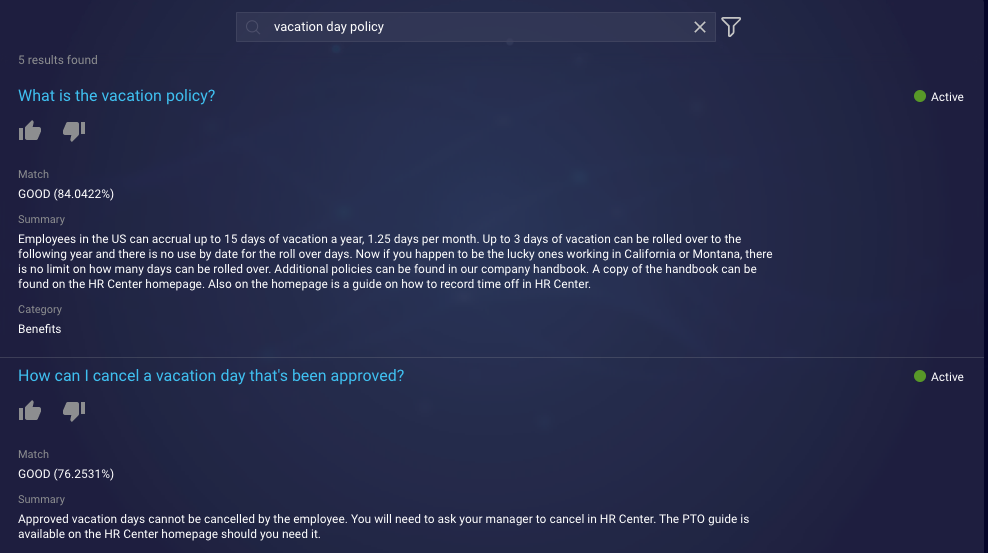 vacation day policy
5 results found
What is the vacation policy?
Active
Match
GOOD (84.0422%)
Summary
Employees in the US can accrual up to 15 days of vacation a year, 1.25 days per month. Up to 3 days of vacation can be rolled over to the
following year and there is no use by date for the roll over days. Now if you happen to be the lucky ones working in California or Montana, there
is no limit on how many days can be rolled over. Additional policies can be found in our company handbook. A copy of the handbook can be
found on the HR Center homepage. Also on the homepage is a guide on how to record time off in HR Center.
Category
Benefits
How can I cancel a vacation day that's been approved?
Active
Match
GOOD (76.2531%)
Summary
Approved vacation days cannot be cancelled by the employee. You will need to ask your manager to cancel in HR Center. The PTO guide is
available on the HR Center homepage should you need it.